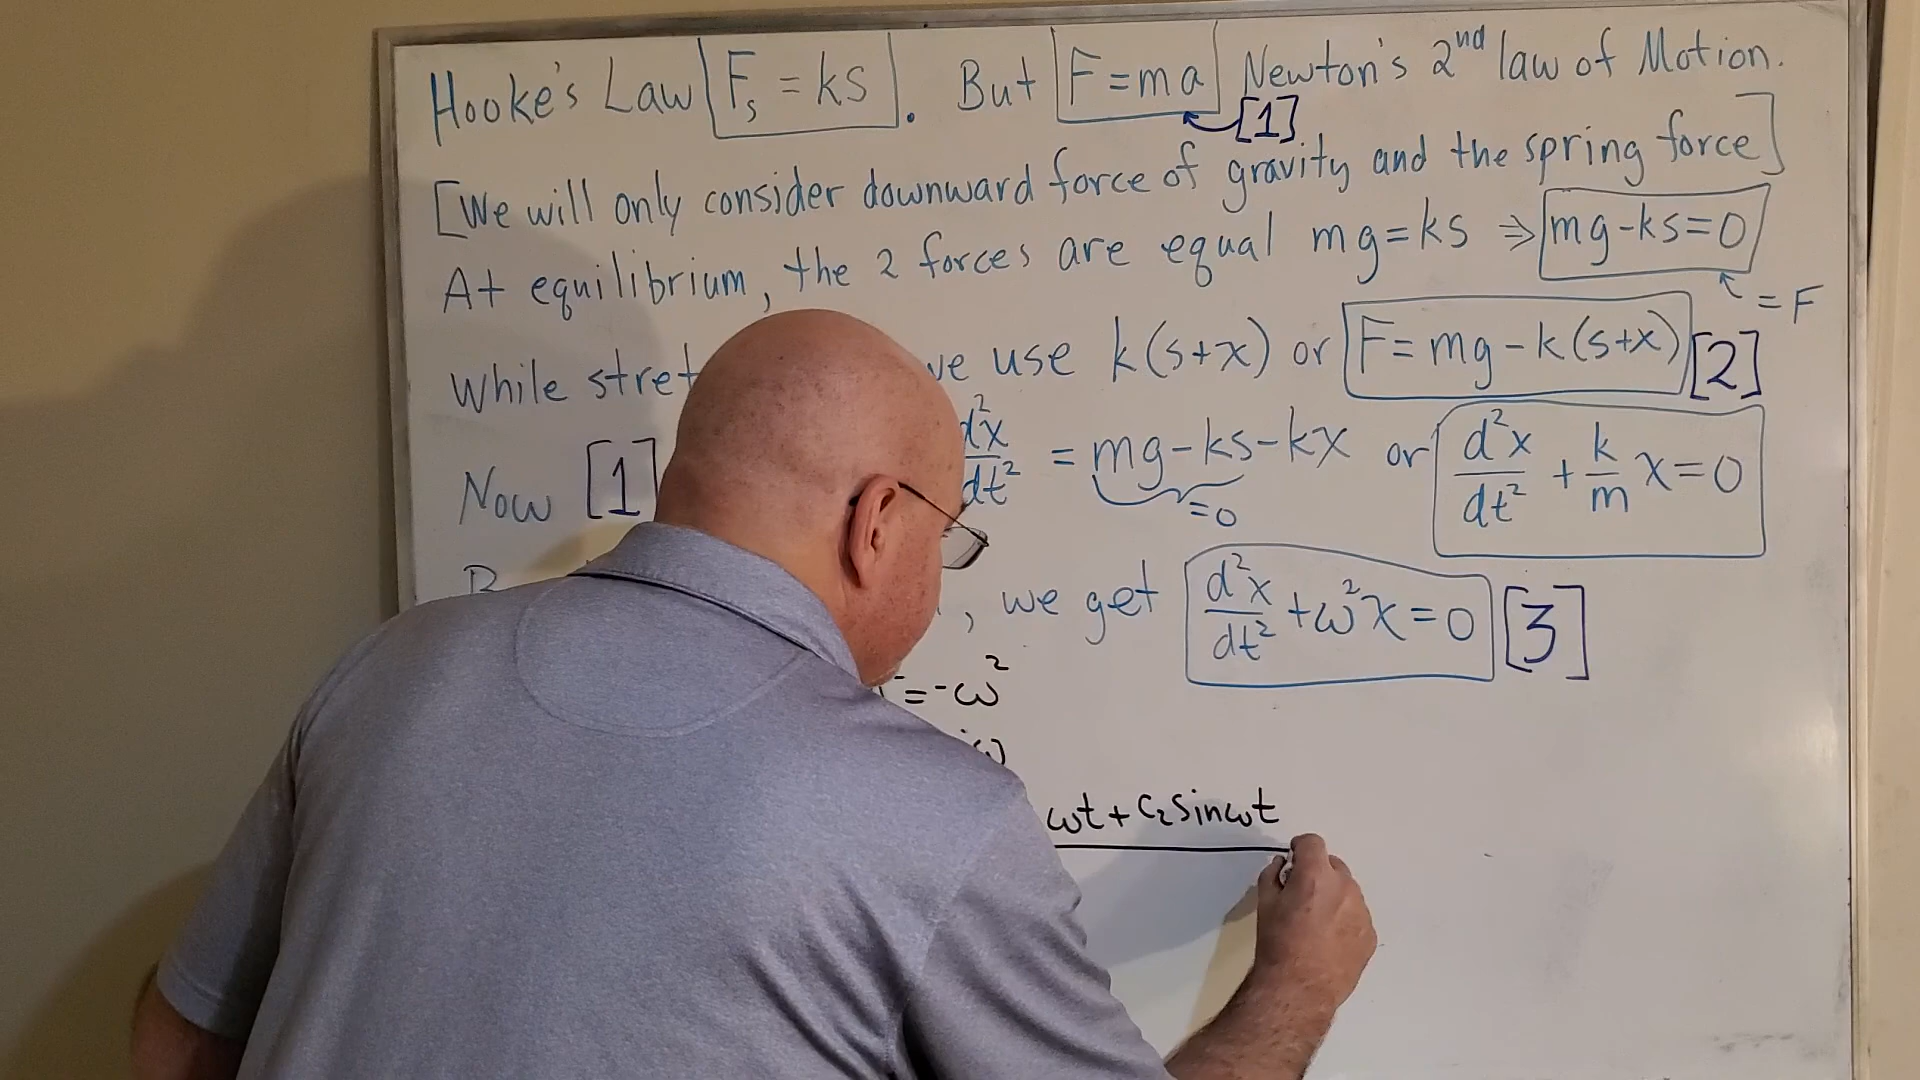 Hooke's Law F_s = ks. But F = ma Newton's 2nd law of Motion.
[1]
[We will only consider downward force of gravity and the spring force]
At equilibrium, the 2 forces are equal mg = ks ⇒ mg - ks = 0
= F
While we use k(s+x) or F = mg - k(s+x) [2]
Now [1] d²x/dt² = mg - ks - kx or d²x/dt² + k/m x = 0
= 0
, we get d²x/dt² + ω²x = 0 [3]
= -ω²
ωt + c₂ sin ωt